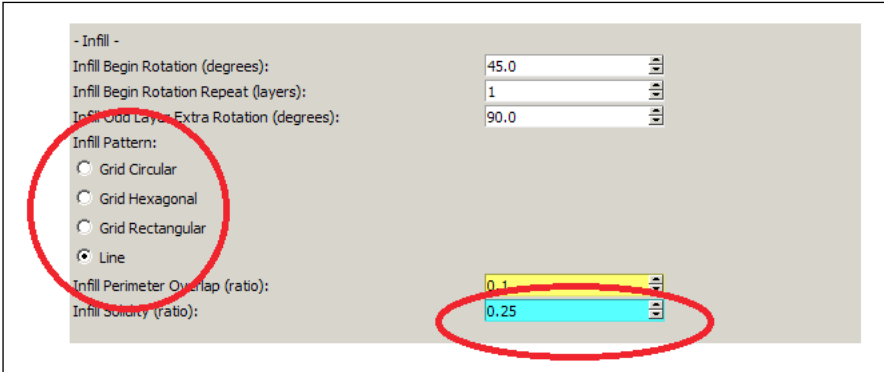 - Infill -
Infill Begin Rotation (degrees): 45.0
Infill Begin Rotation Repeat (layers): 1
Infill Odd Layer Extra Rotation (degrees): 90.0
Infill Pattern:
Grid Circular
Grid Hexagonal
Grid Rectangular
Line
Infill Perimeter Overlap (ratio): 0.1
Infill Solidity (ratio): 0.25